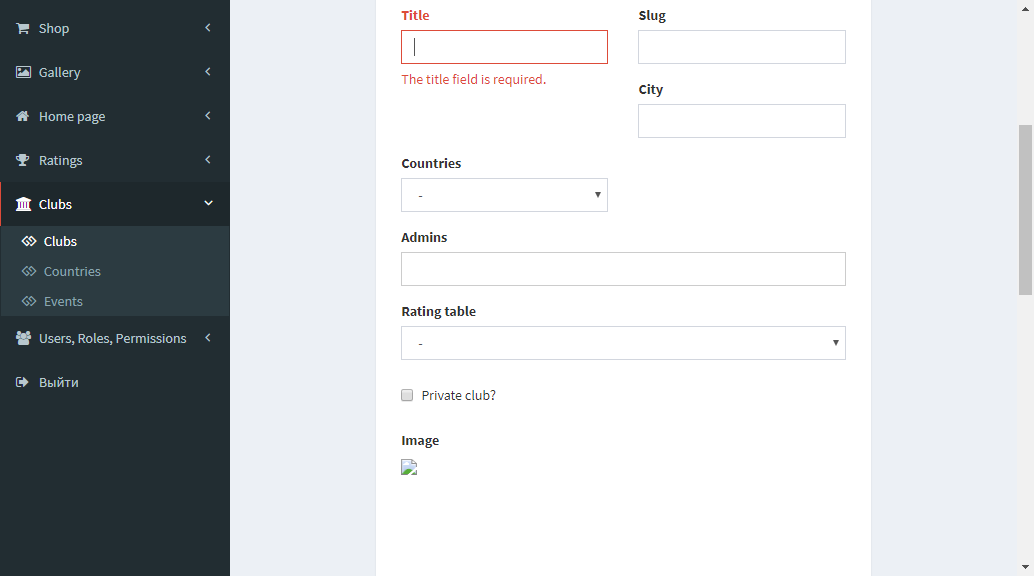 Shop
Gallery
Home page
Ratings
Clubs
Clubs
Countries
Events
Users, Roles, Permissions
Выйти
Title
Slug
The title field is required.
City
Countries
-
Admins
Rating table
-
Private club?
Image